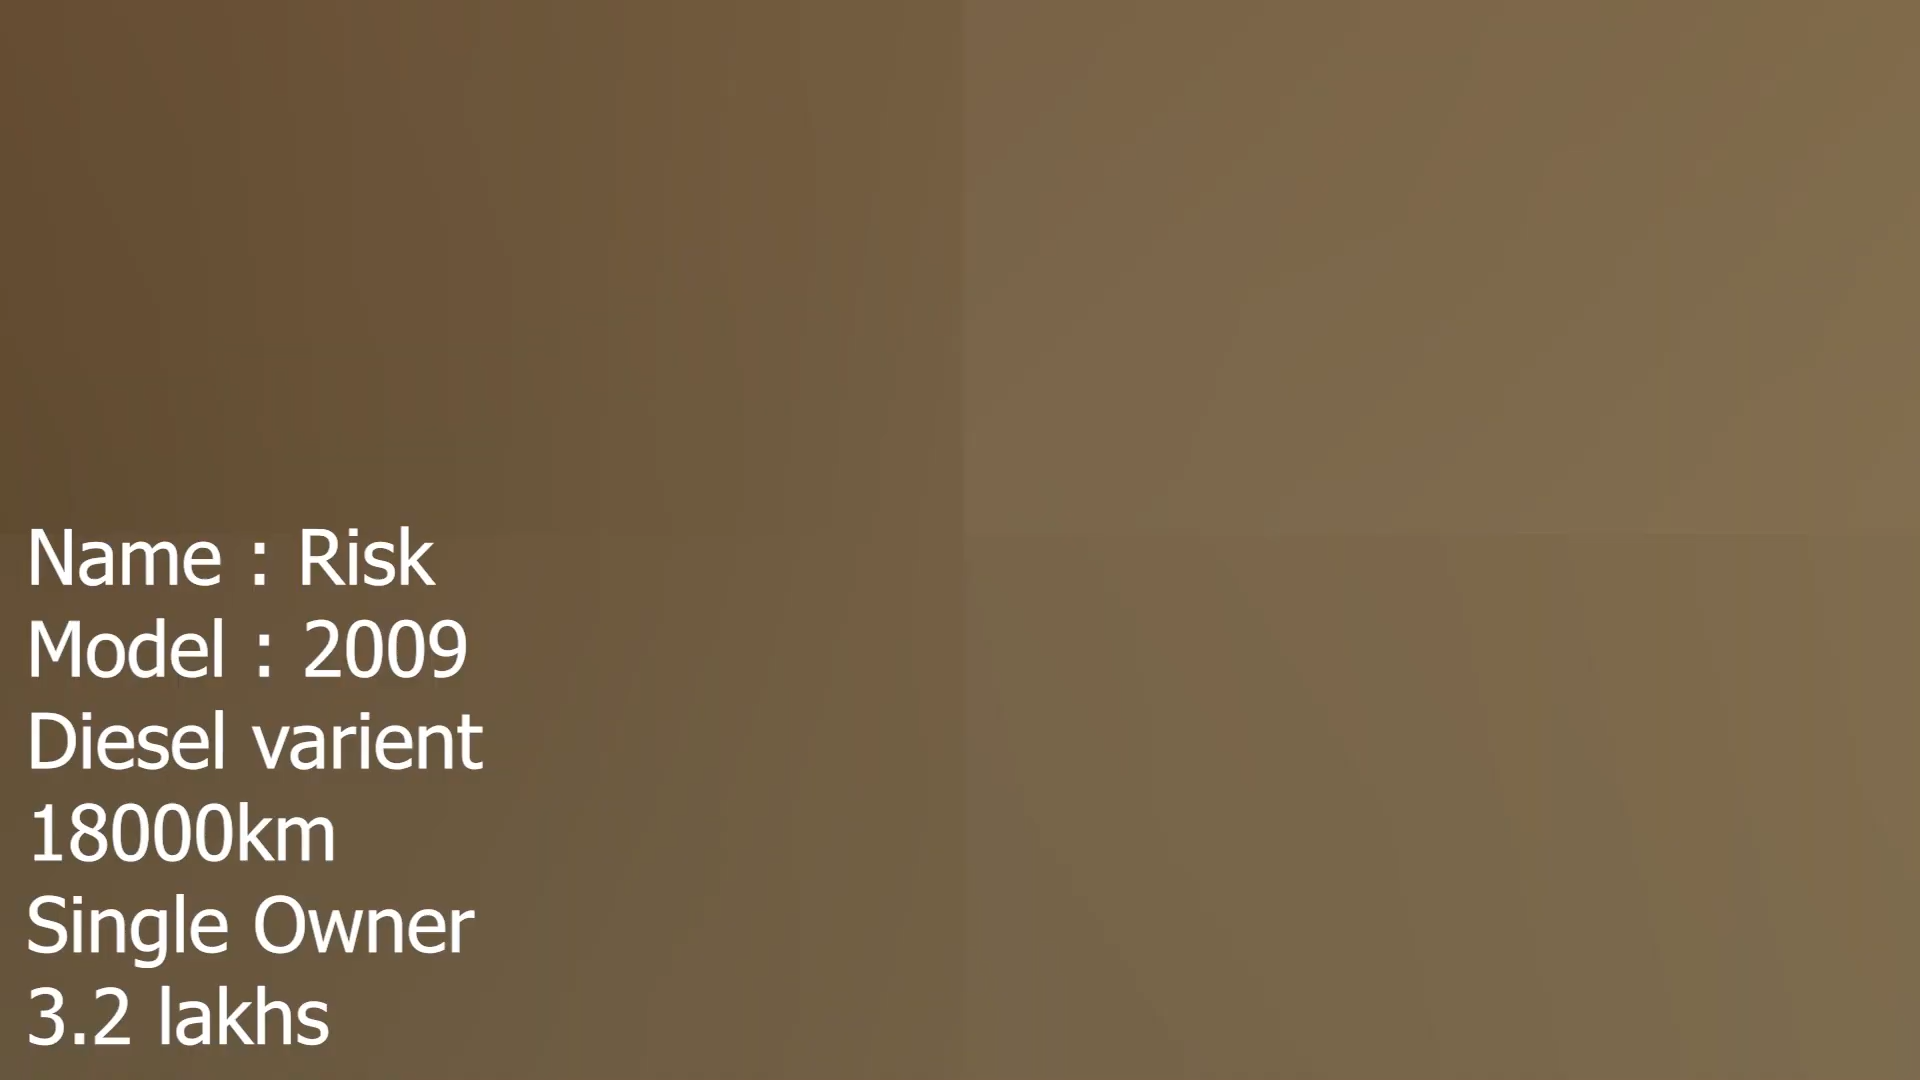 Name : Risk
Model : 2009
Diesel varient
18000km
Single Owner
3.2 lakhs